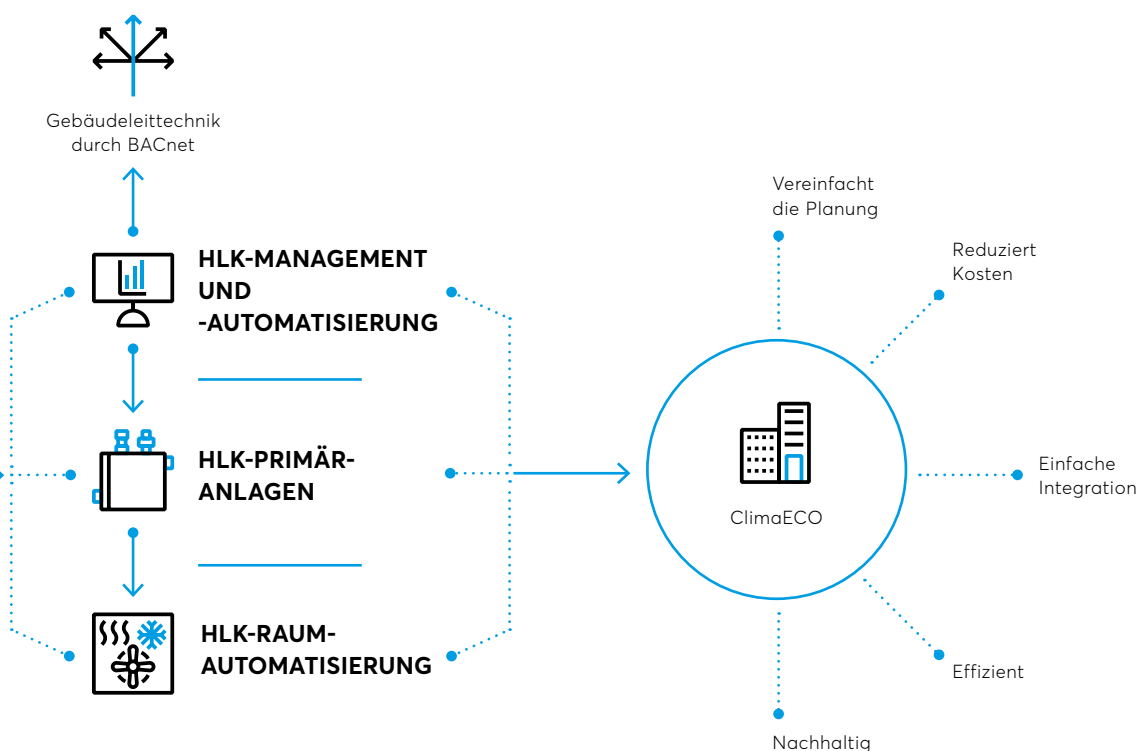 Gebäudeleittechnik
durch BACnet
HLK-MANAGEMENT
UND
-AUTOMATISIERUNG
HLK-PRIMÄR-
ANLAGEN
HLK-RAUM-
AUTOMATISIERUNG
ClimaECO
Vereinfacht
die Planung
Reduziert
Kosten
Einfache
Integration
Effizient
Nachhaltig